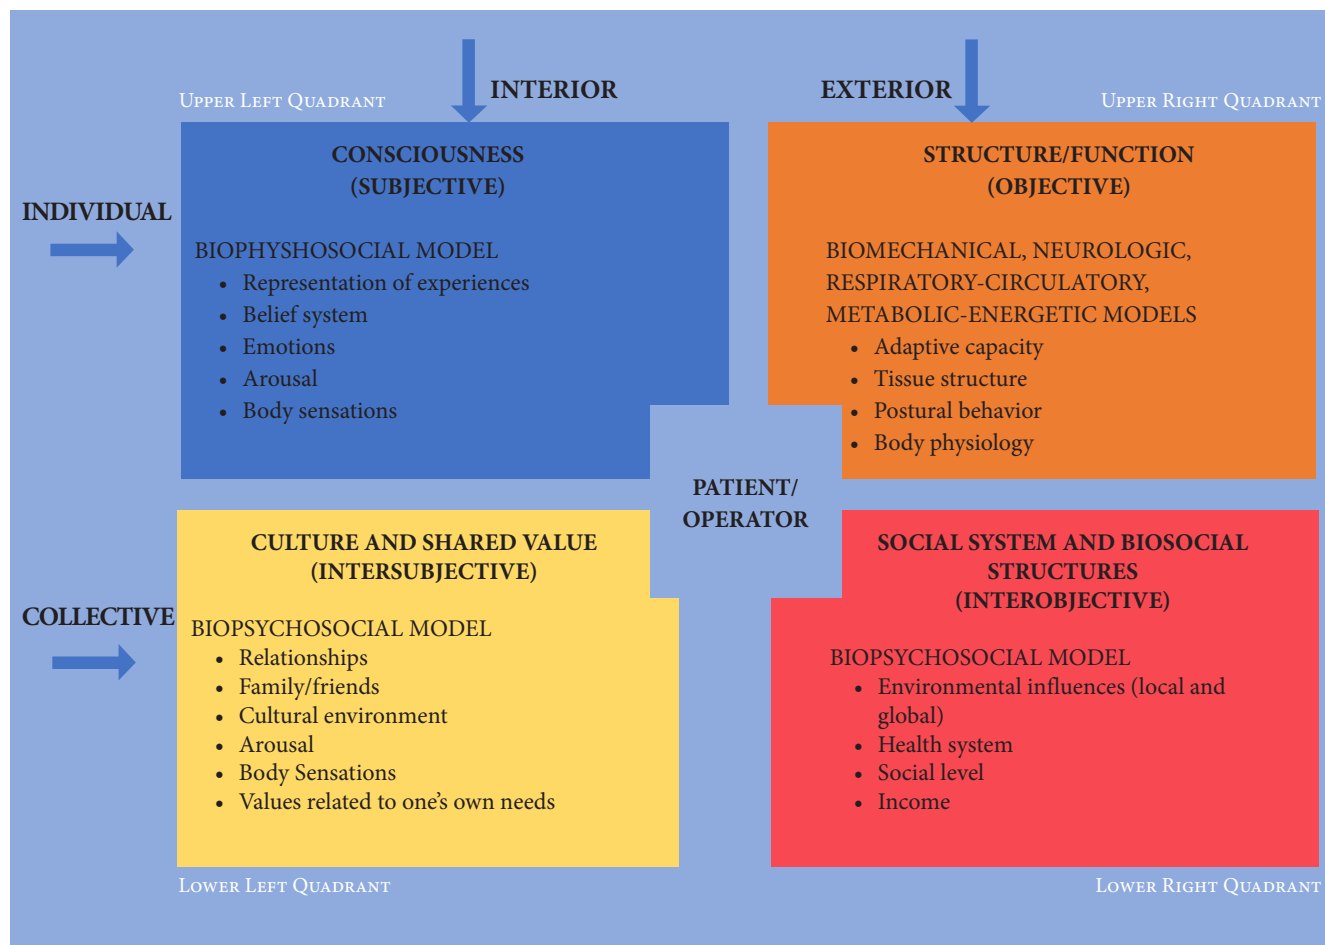 INTERIOR
EXTERIOR
Upper Left Quadrant
Upper Right Quadrant
INDIVIDUAL
CONSCIOUSNESS
(SUBJECTIVE)
BIOPHYSHOSOCIAL MODEL
• Representation of experiences
• Belief system
• Emotions
• Arousal
• Body sensations
STRUCTURE/FUNCTION
(OBJECTIVE)
BIOMECHANICAL, NEUROLOGIC,
RESPIRATORY-CIRCULATORY,
METABOLIC-ENERGETIC MODELS
• Adaptive capacity
• Tissue structure
• Postural behavior
• Body physiology
PATIENT/
OPERATOR
COLLECTIVE
CULTURE AND SHARED VALUE
(INTERSUBJECTIVE)
BIOPSYCHOSOCIAL MODEL
• Relationships
• Family/friends
• Cultural environment
• Arousal
• Body Sensations
• Values related to one’s own needs
SOCIAL SYSTEM AND BIOSOCIAL
STRUCTURES
(INTEROBJECTIVE)
BIOPSYCHOSOCIAL MODEL
• Environmental influences (local and
global)
• Health system
• Social level
• Income
Lower Left Quadrant
Lower Right Quadrant